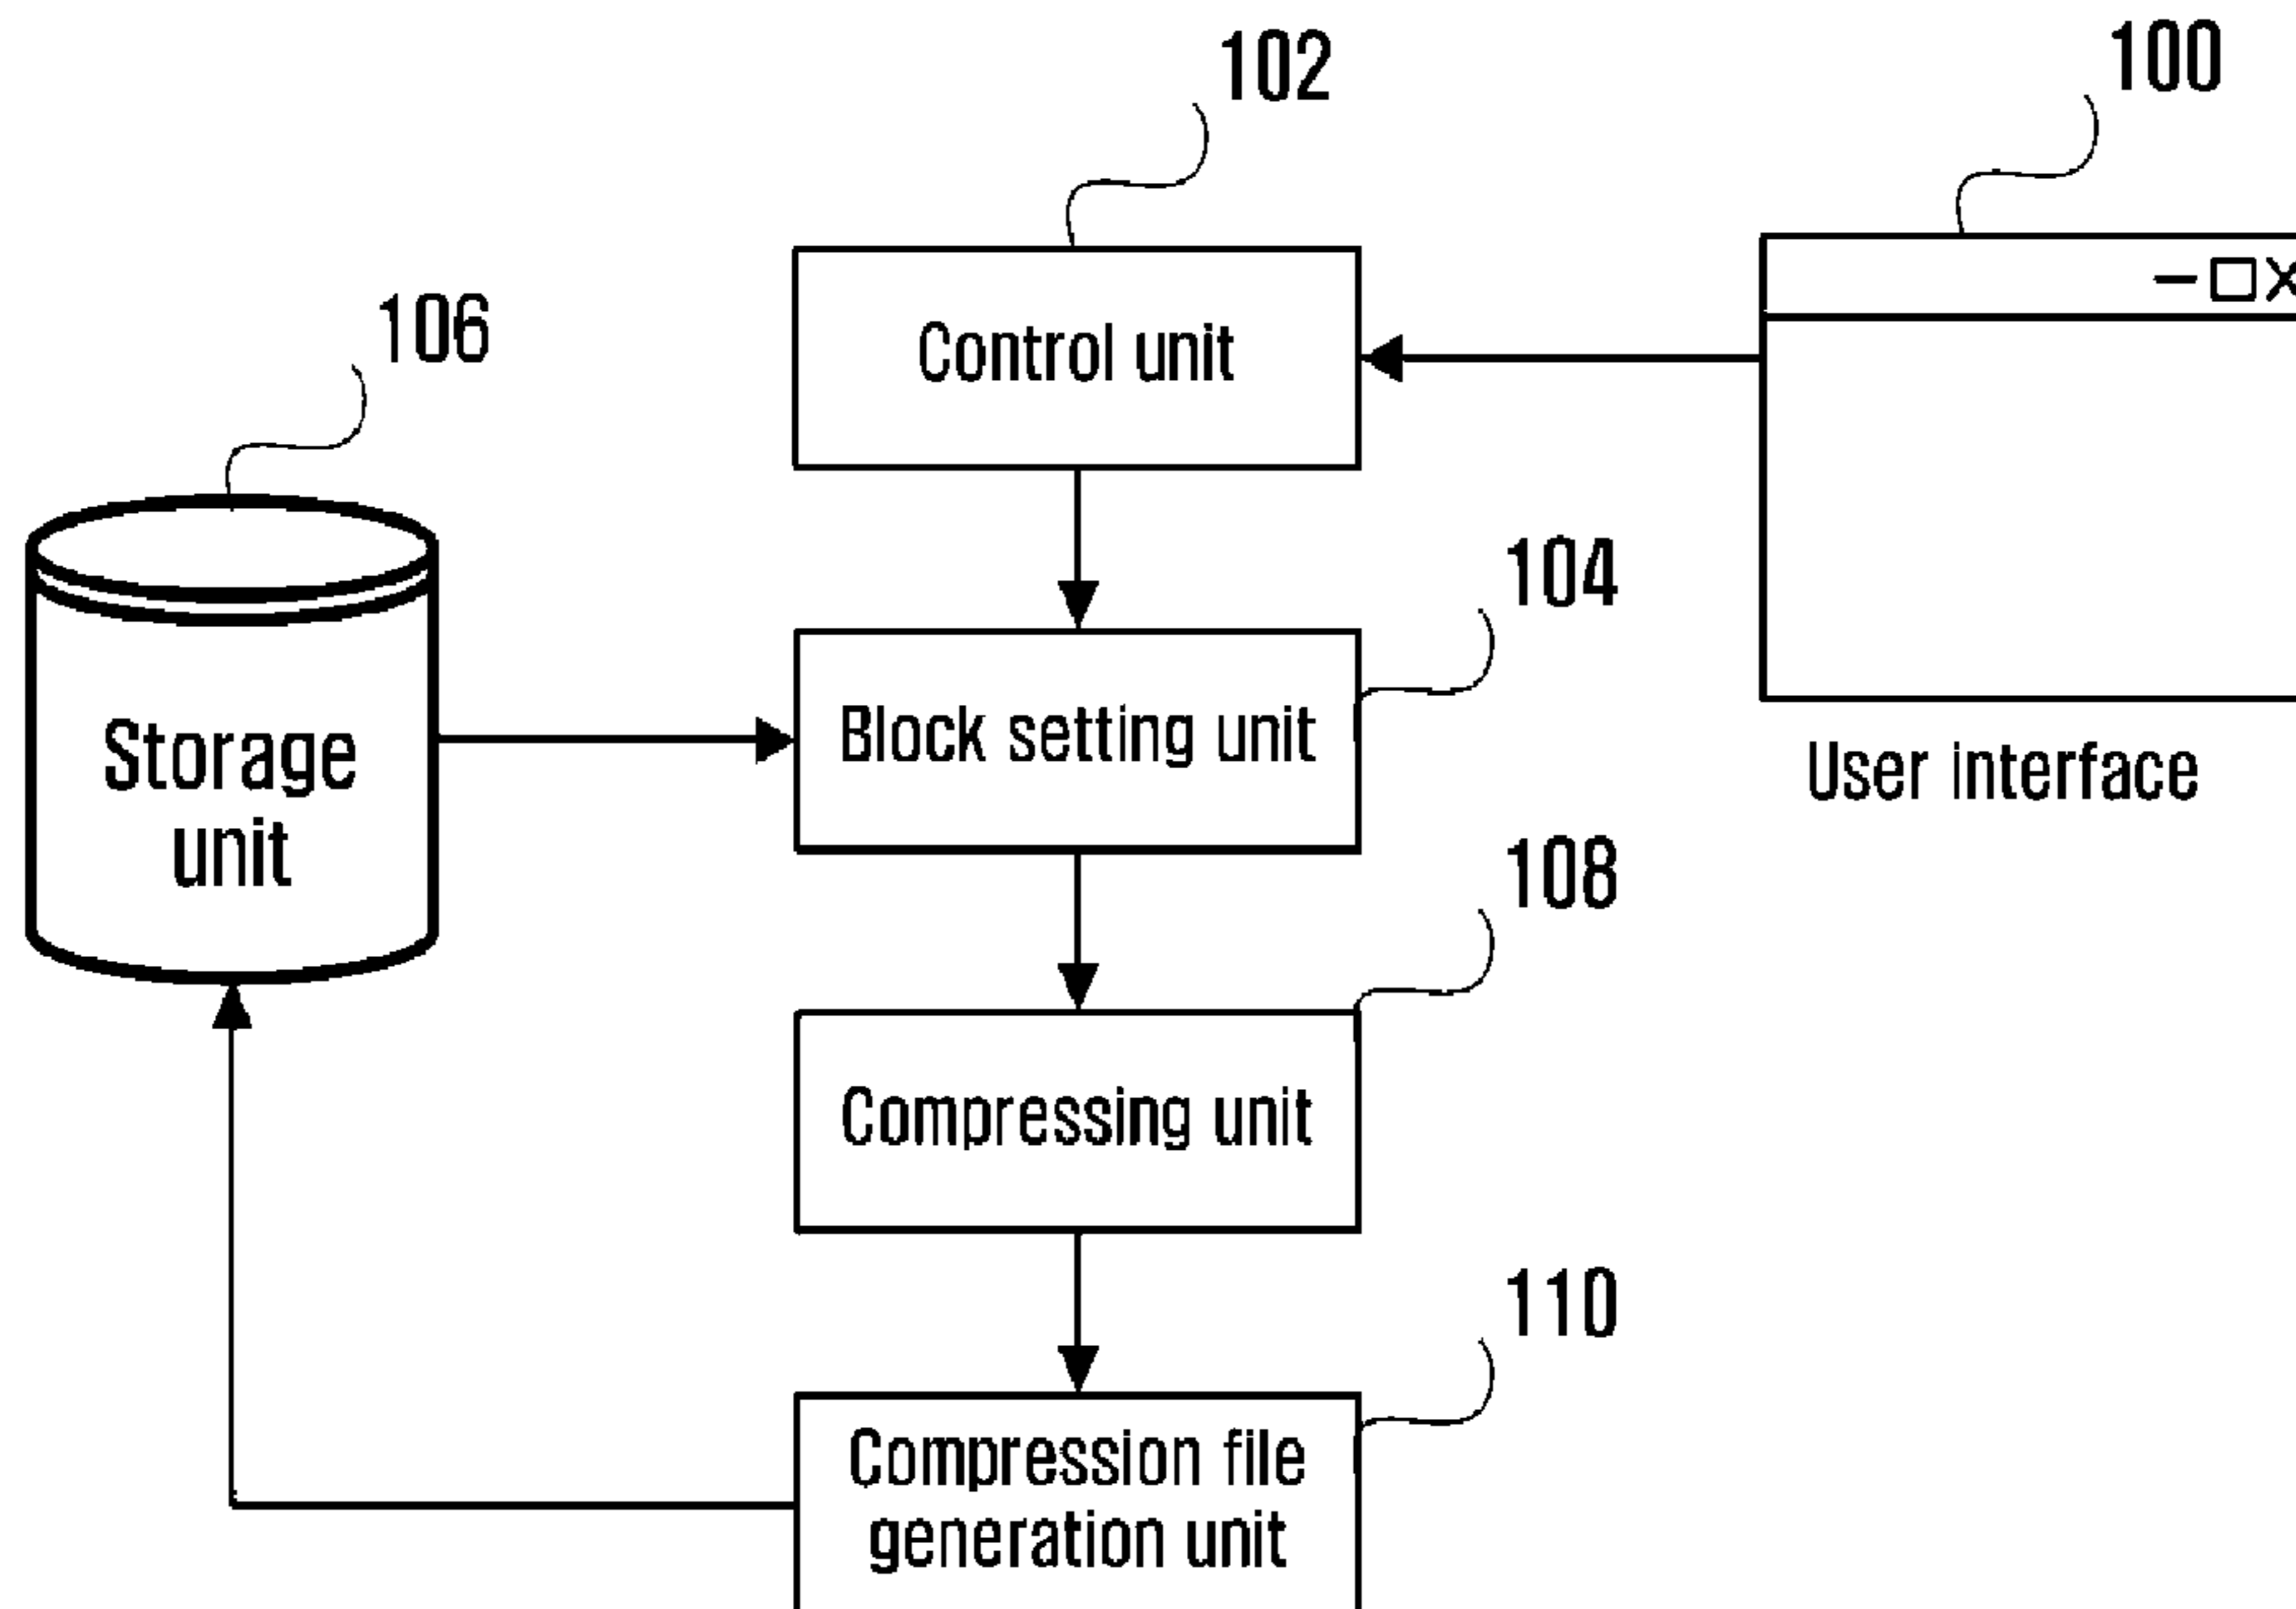 102
100
106
Control unit
104
Block setting unit
Storage
unit
User interface
108
Compressing unit
110
Compression file
generation unit